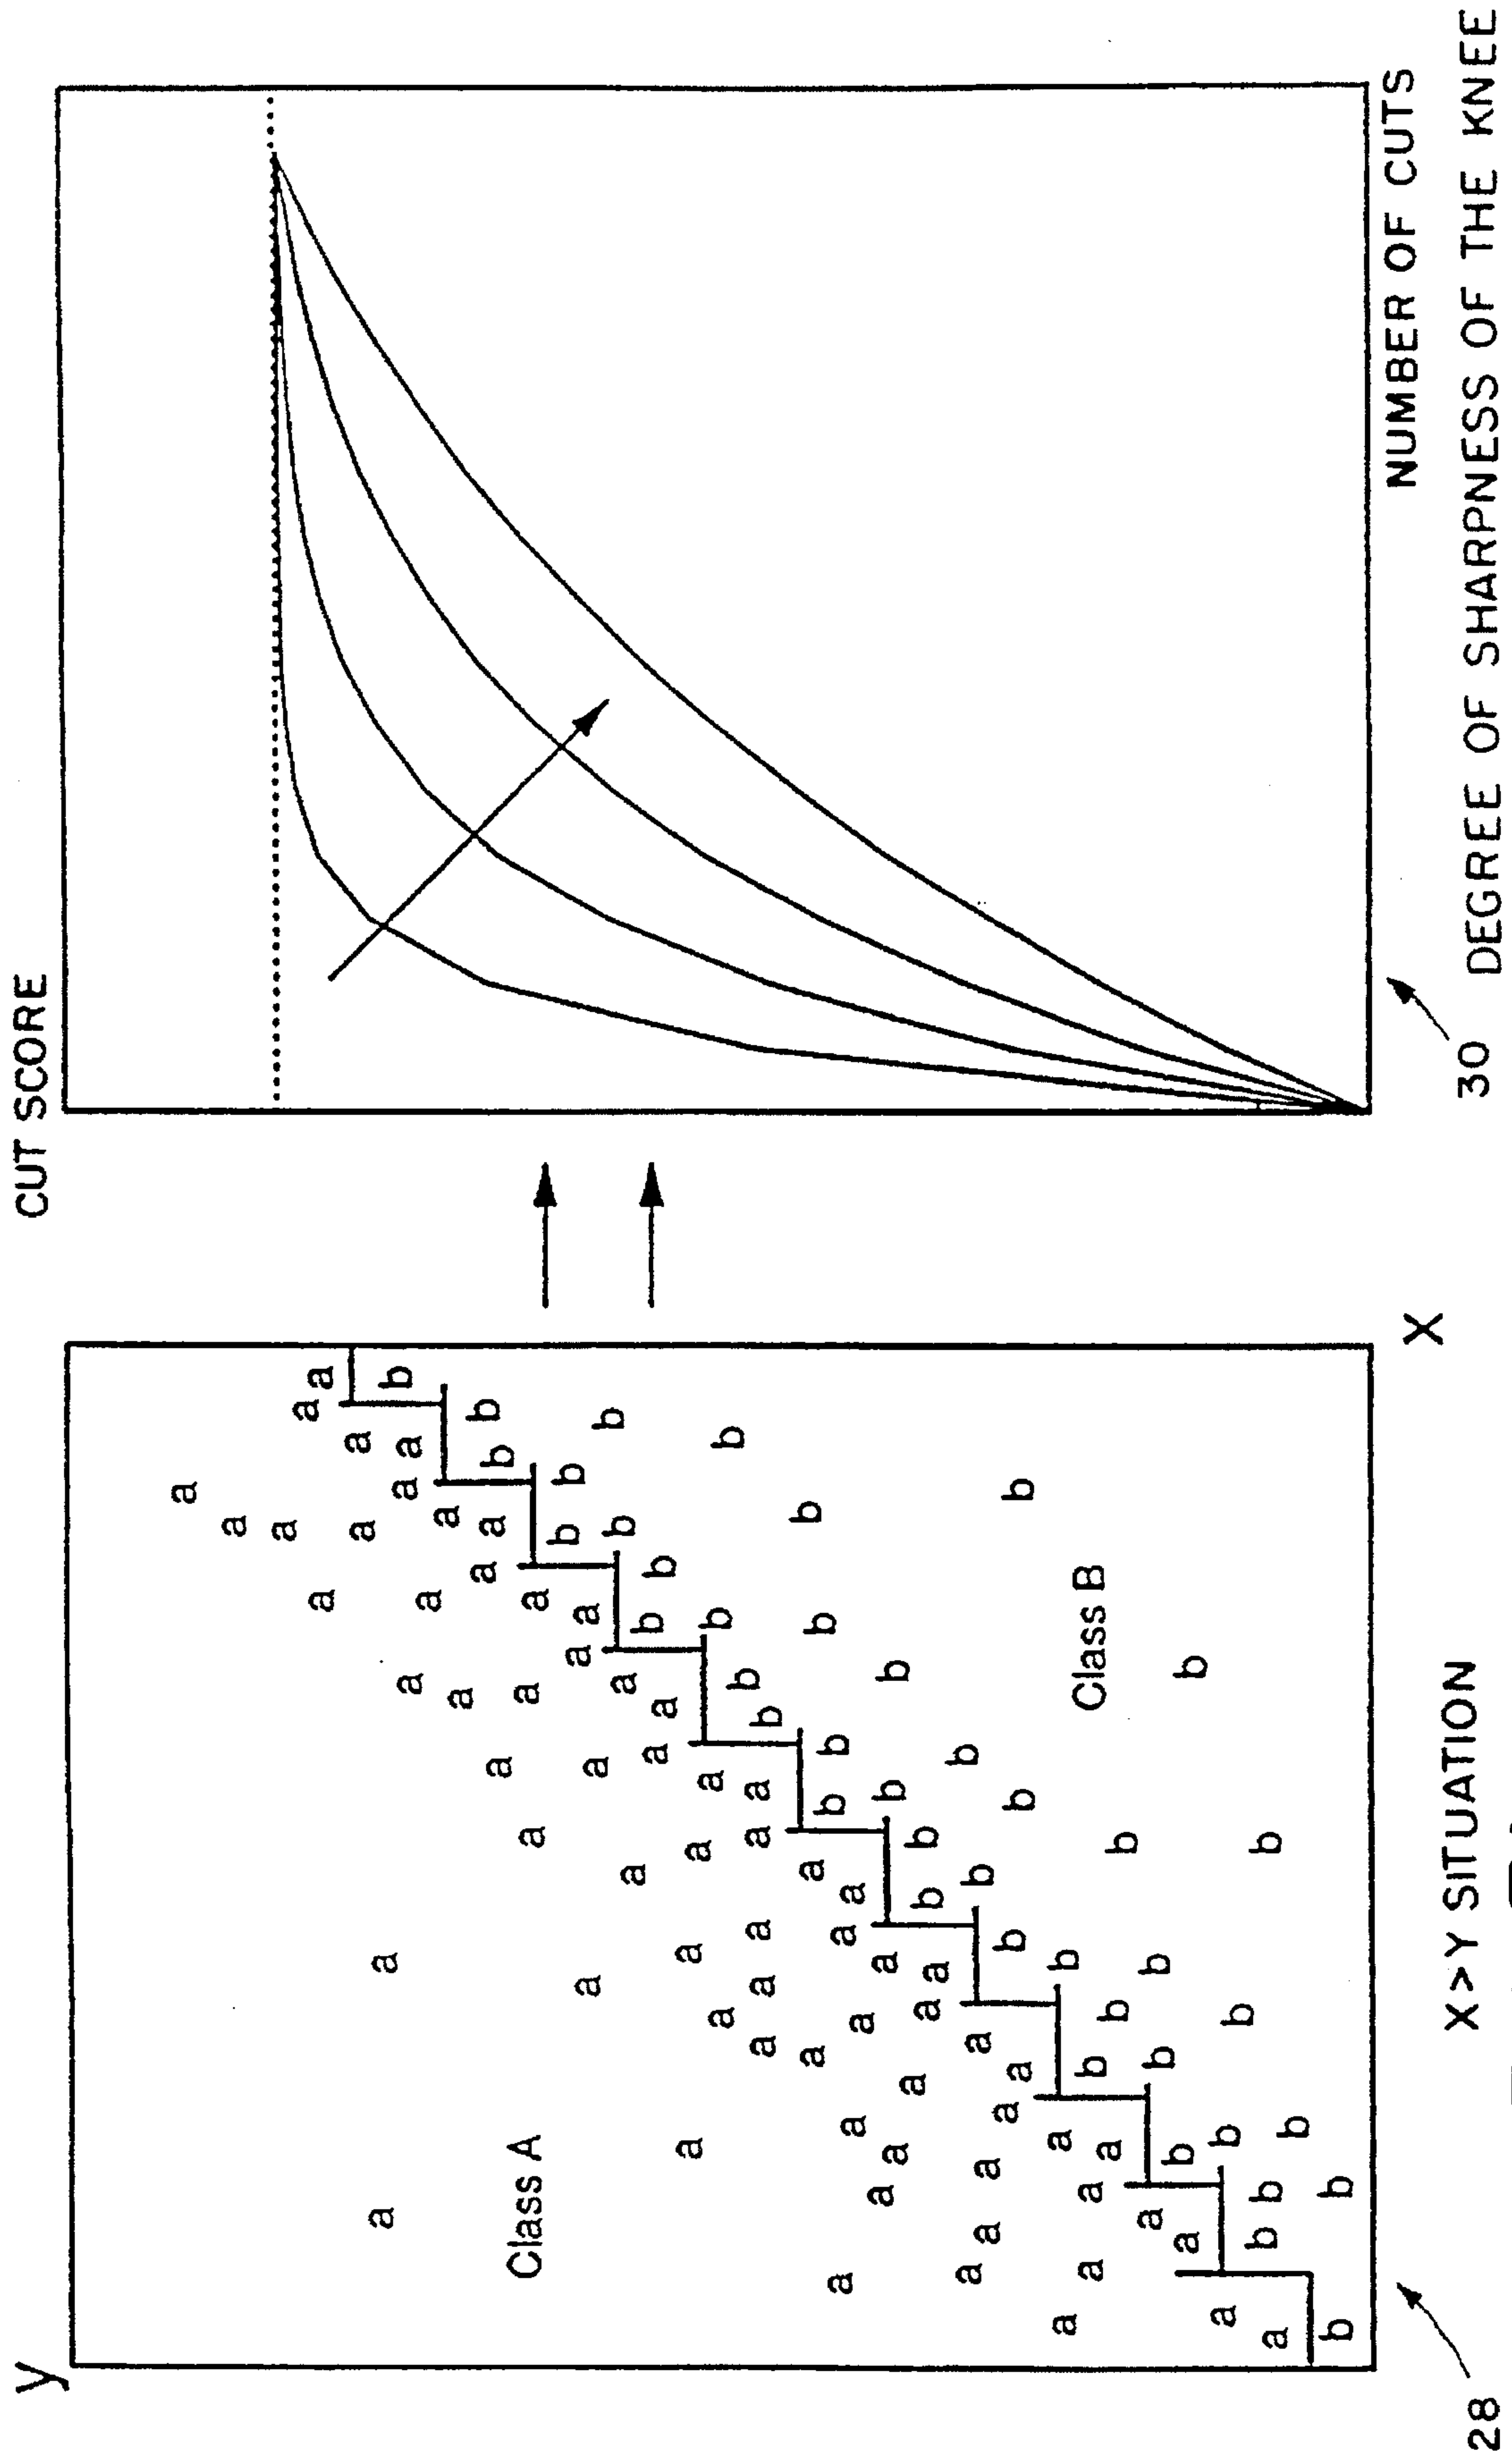 y
Class A
Class B
X
X > Y SITUATION
28
CUT SCORE
NUMBER OF CUTS
30
DEGREE OF SHARPNESS OF THE KNEE